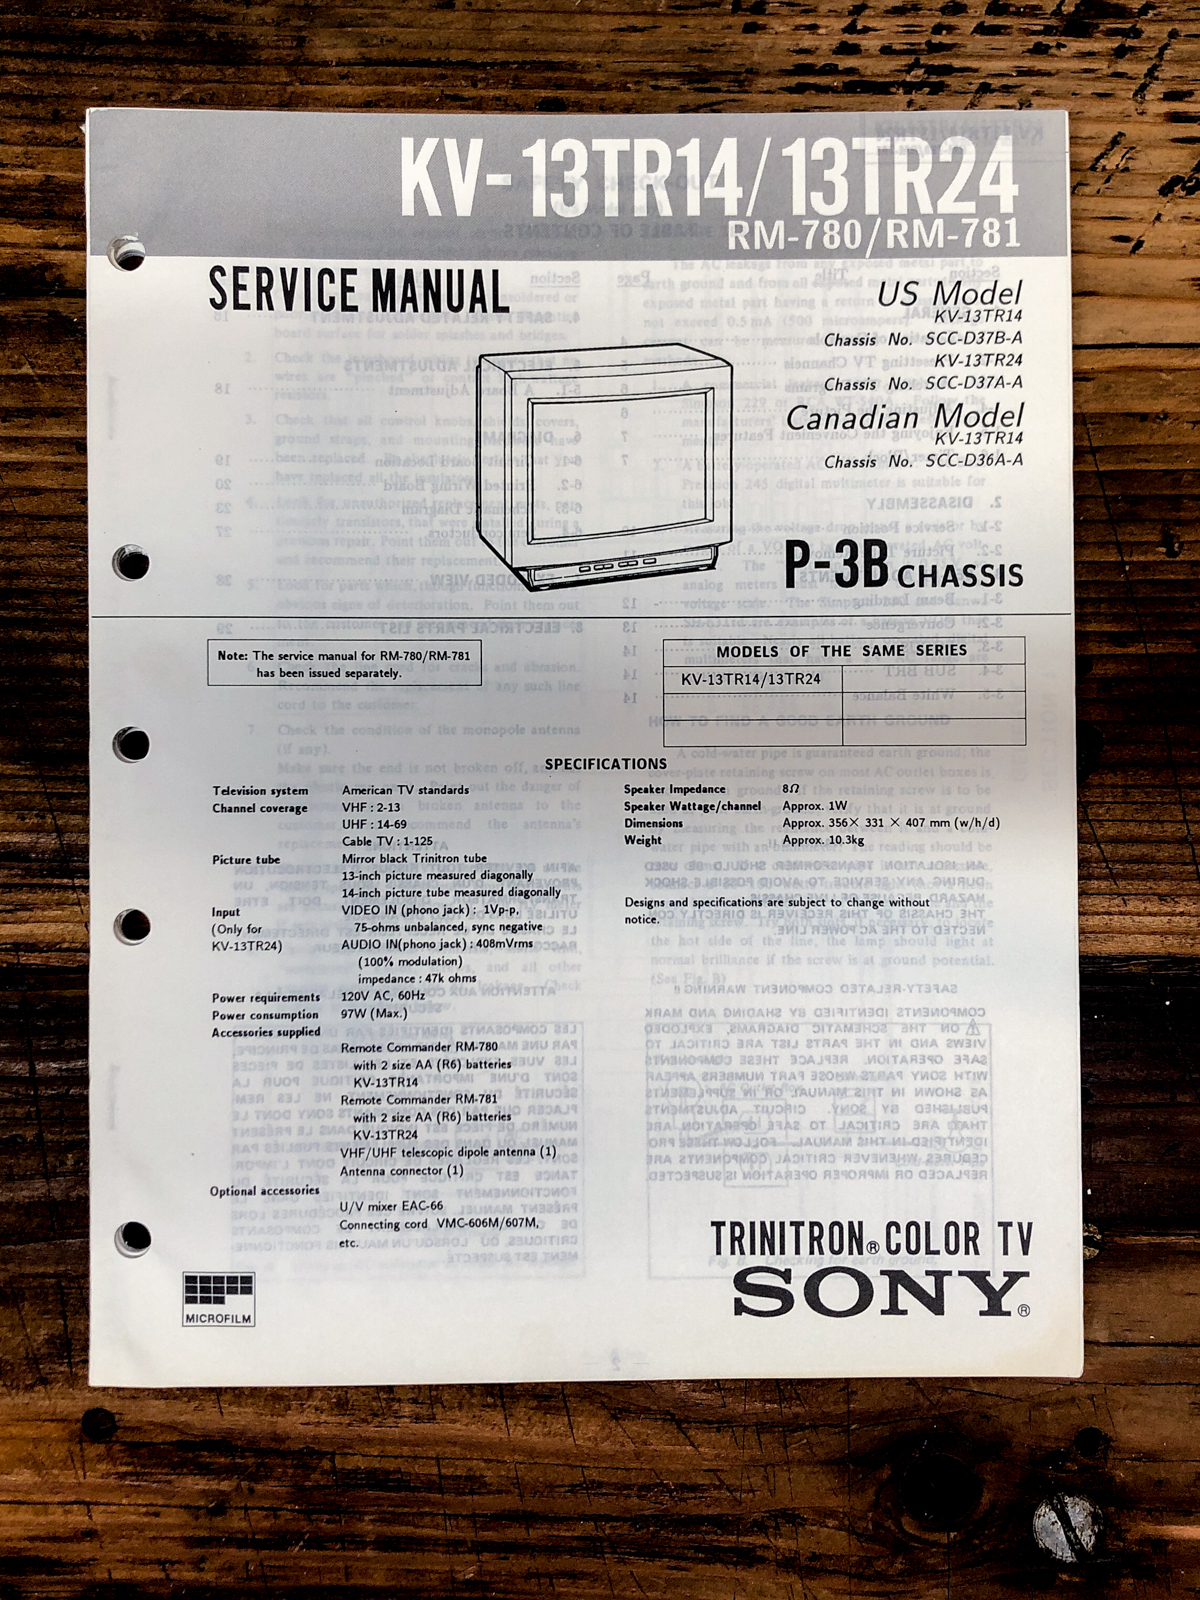 KV-13TR14/13TR24
RM-780/RM-781
SERVICE MANUAL
US Model
KV-13TR14
Chassis No. SCC-D37B-A
KV-13TR24
Chassis No. SCC-D37A-A
Canadian Model
KV-13TR14
Chassis No. SCC-D36A-A
P-3B CHASSIS
Note: The service manual for RM-780/RM-781
has been issued separately.
MODELS OF THE SAME SERIES
KV-13TR14/13TR24
SPECIFICATIONS
Television system American TV standards
Channel coverage VHF : 2-13
UHF : 14-69
Cable TV : 1-125
Picture tube Mirror black Trinitron tube
13-inch picture measured diagonally
14-inch picture tube measured diagonally
Input VIDEO IN (phono jack) : 1Vp-p,
(Only for 75-ohms unbalanced, sync negative
KV-13TR24) AUDIO IN(phono jack) : 408mVrms
(100% modulation)
impedance : 47k ohms
Power requirements 120V AC, 60Hz
Power consumption 97W (Max.)
Accessories supplied
Remote Commander RM-780
with 2 size AA (R6) batteries
KV-13TR14
Remote Commander RM-781
with 2 size AA (R6) batteries
KV-13TR24
VHF/UHF telescopic dipole antenna (1)
Antenna connector (1)
Optional accessories
U/V mixer EAC-66
Connecting cord VMC-606M/607M,
etc.
Speaker Impedance 8Ω
Speaker Wattage/channel Approx. 1W
Dimensions Approx. 356× 331 × 407 mm (w/h/d)
Weight Approx. 10.3kg
Designs and specifications are subject to change without
notice.
MICROFILM
TRINITRON® COLOR TV
SONY®